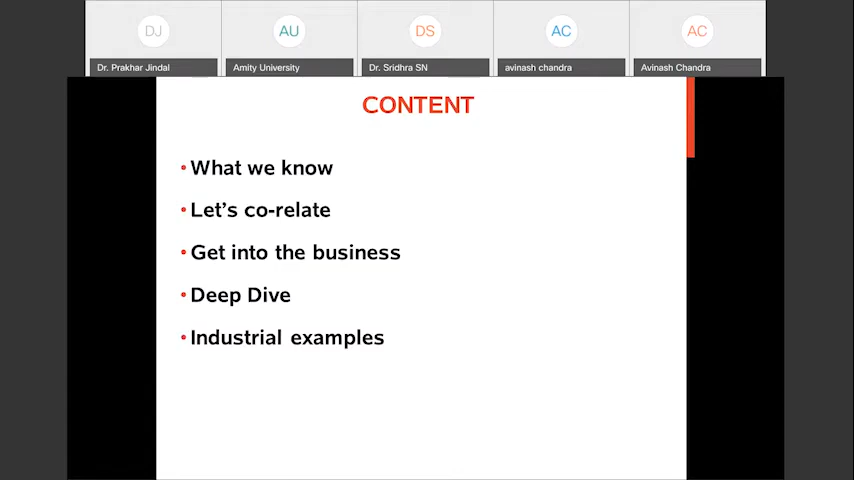 DJ AU DS AC AC
Dr. Prakhar Jindal Amity University Dr. Sridhra SN avinash chandra Avinash Chandra
CONTENT
• What we know
• Let's co-relate
• Get into the business
• Deep Dive
• Industrial examples